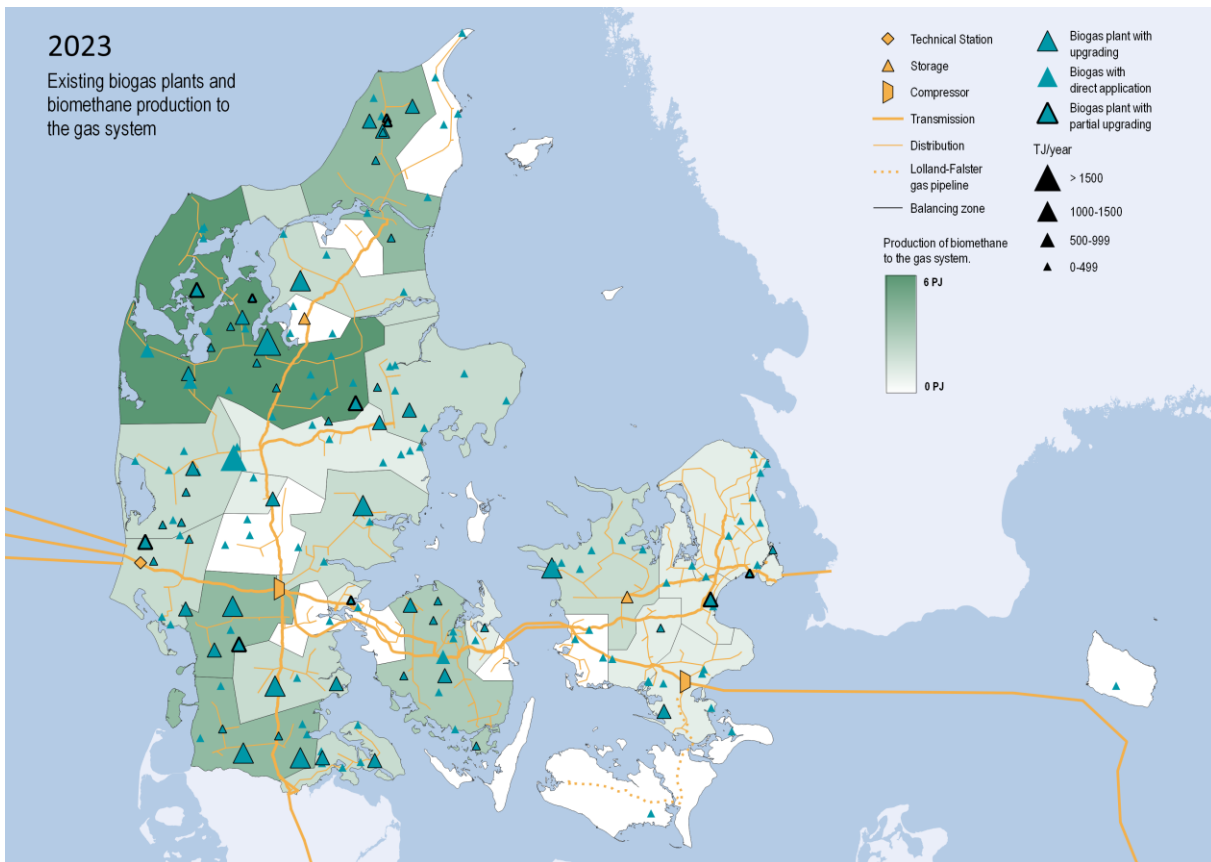 2023
Existing biogas plants and
biomethane production to
the gas system
Technical Station
Storage
Compressor
Transmission
Distribution
Lolland-Falster
gas pipeline
Balancing zone
Production of biomethane
to the gas system.
6 PJ
0 PJ
Biogas plant with
upgrading
Biogas with
direct application
Biogas plant with
partial upgrading
TJ/year
> 1500
1000-1500
500-999
0-499